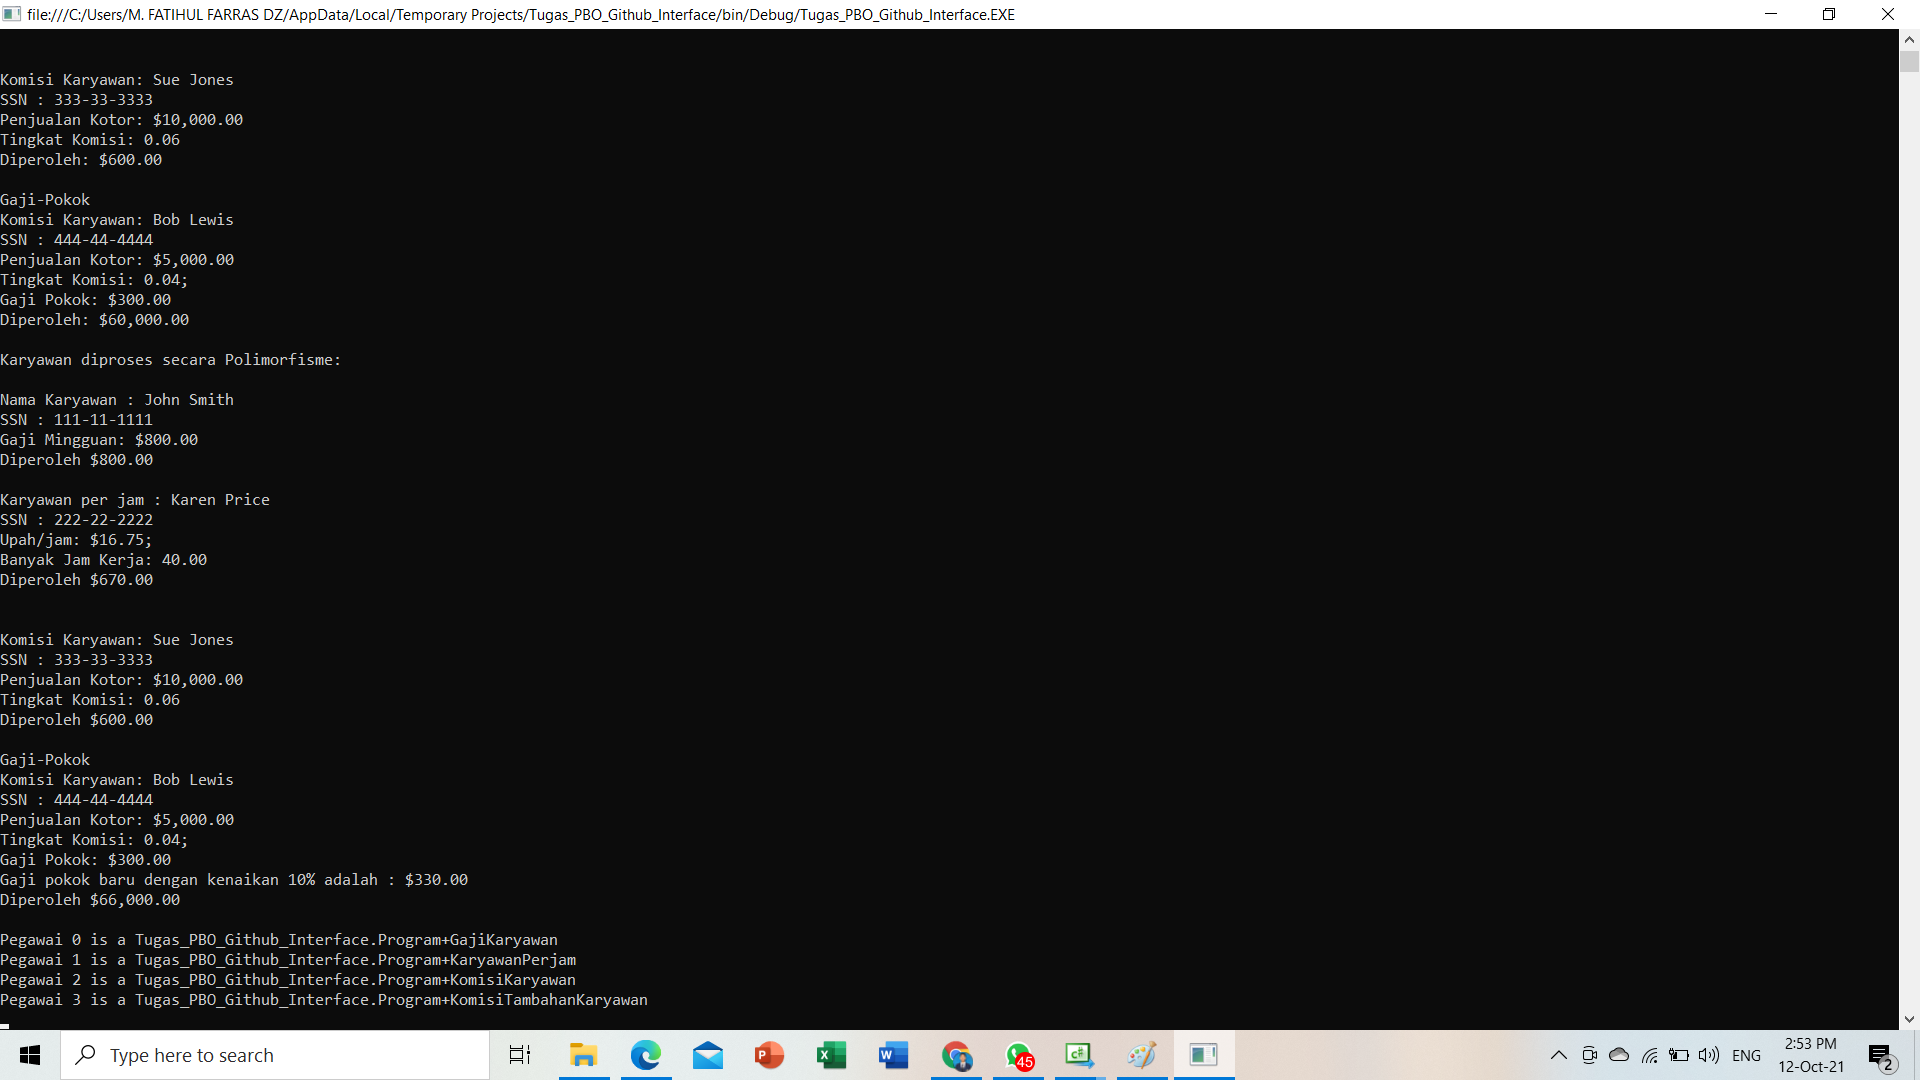 file:///C:/Users/M. FATIHUL FARRAS DZ/AppData/Local/Temporary Projects/Tugas_PBO_Github_Interface/bin/Debug/Tugas_PBO_Github_Interface.EXE
Komisi Karyawan: Sue Jones
SSN : 333-33-3333
Penjualan Kotor: $10,000.00
Tingkat Komisi: 0.06
Diperoleh: $600.00
Gaji-Pokok
Komisi Karyawan: Bob Lewis
SSN : 444-44-4444
Penjualan Kotor: $5,000.00
Tingkat Komisi: 0.04;
Gaji Pokok: $300.00
Diperoleh: $60,000.00
Karyawan diproses secara Polimorfisme:
Nama Karyawan : John Smith
SSN : 111-11-1111
Gaji Mingguan: $800.00
Diperoleh $800.00
Karyawan per jam : Karen Price
SSN : 222-22-2222
Upah/jam: $16.75;
Banyak Jam Kerja: 40.00
Diperoleh $670.00
Komisi Karyawan: Sue Jones
SSN : 333-33-3333
Penjualan Kotor: $10,000.00
Tingkat Komisi: 0.06
Diperoleh $600.00
Gaji-Pokok
Komisi Karyawan: Bob Lewis
SSN : 444-44-4444
Penjualan Kotor: $5,000.00
Tingkat Komisi: 0.04;
Gaji Pokok: $300.00
Gaji pokok baru dengan kenaikan 10% adalah : $330.00
Diperoleh $66,000.00
Pegawai 0 is a Tugas_PBO_Github_Interface.Program+GajiKaryawan
Pegawai 1 is a Tugas_PBO_Github_Interface.Program+KaryawanPerjam
Pegawai 2 is a Tugas_PBO_Github_Interface.Program+KomisiKaryawan
Pegawai 3 is a Tugas_PBO_Github_Interface.Program+KomisiTambahanKaryawan
Type here to search
45
ENG
2:53 PM
12-Oct-21
2